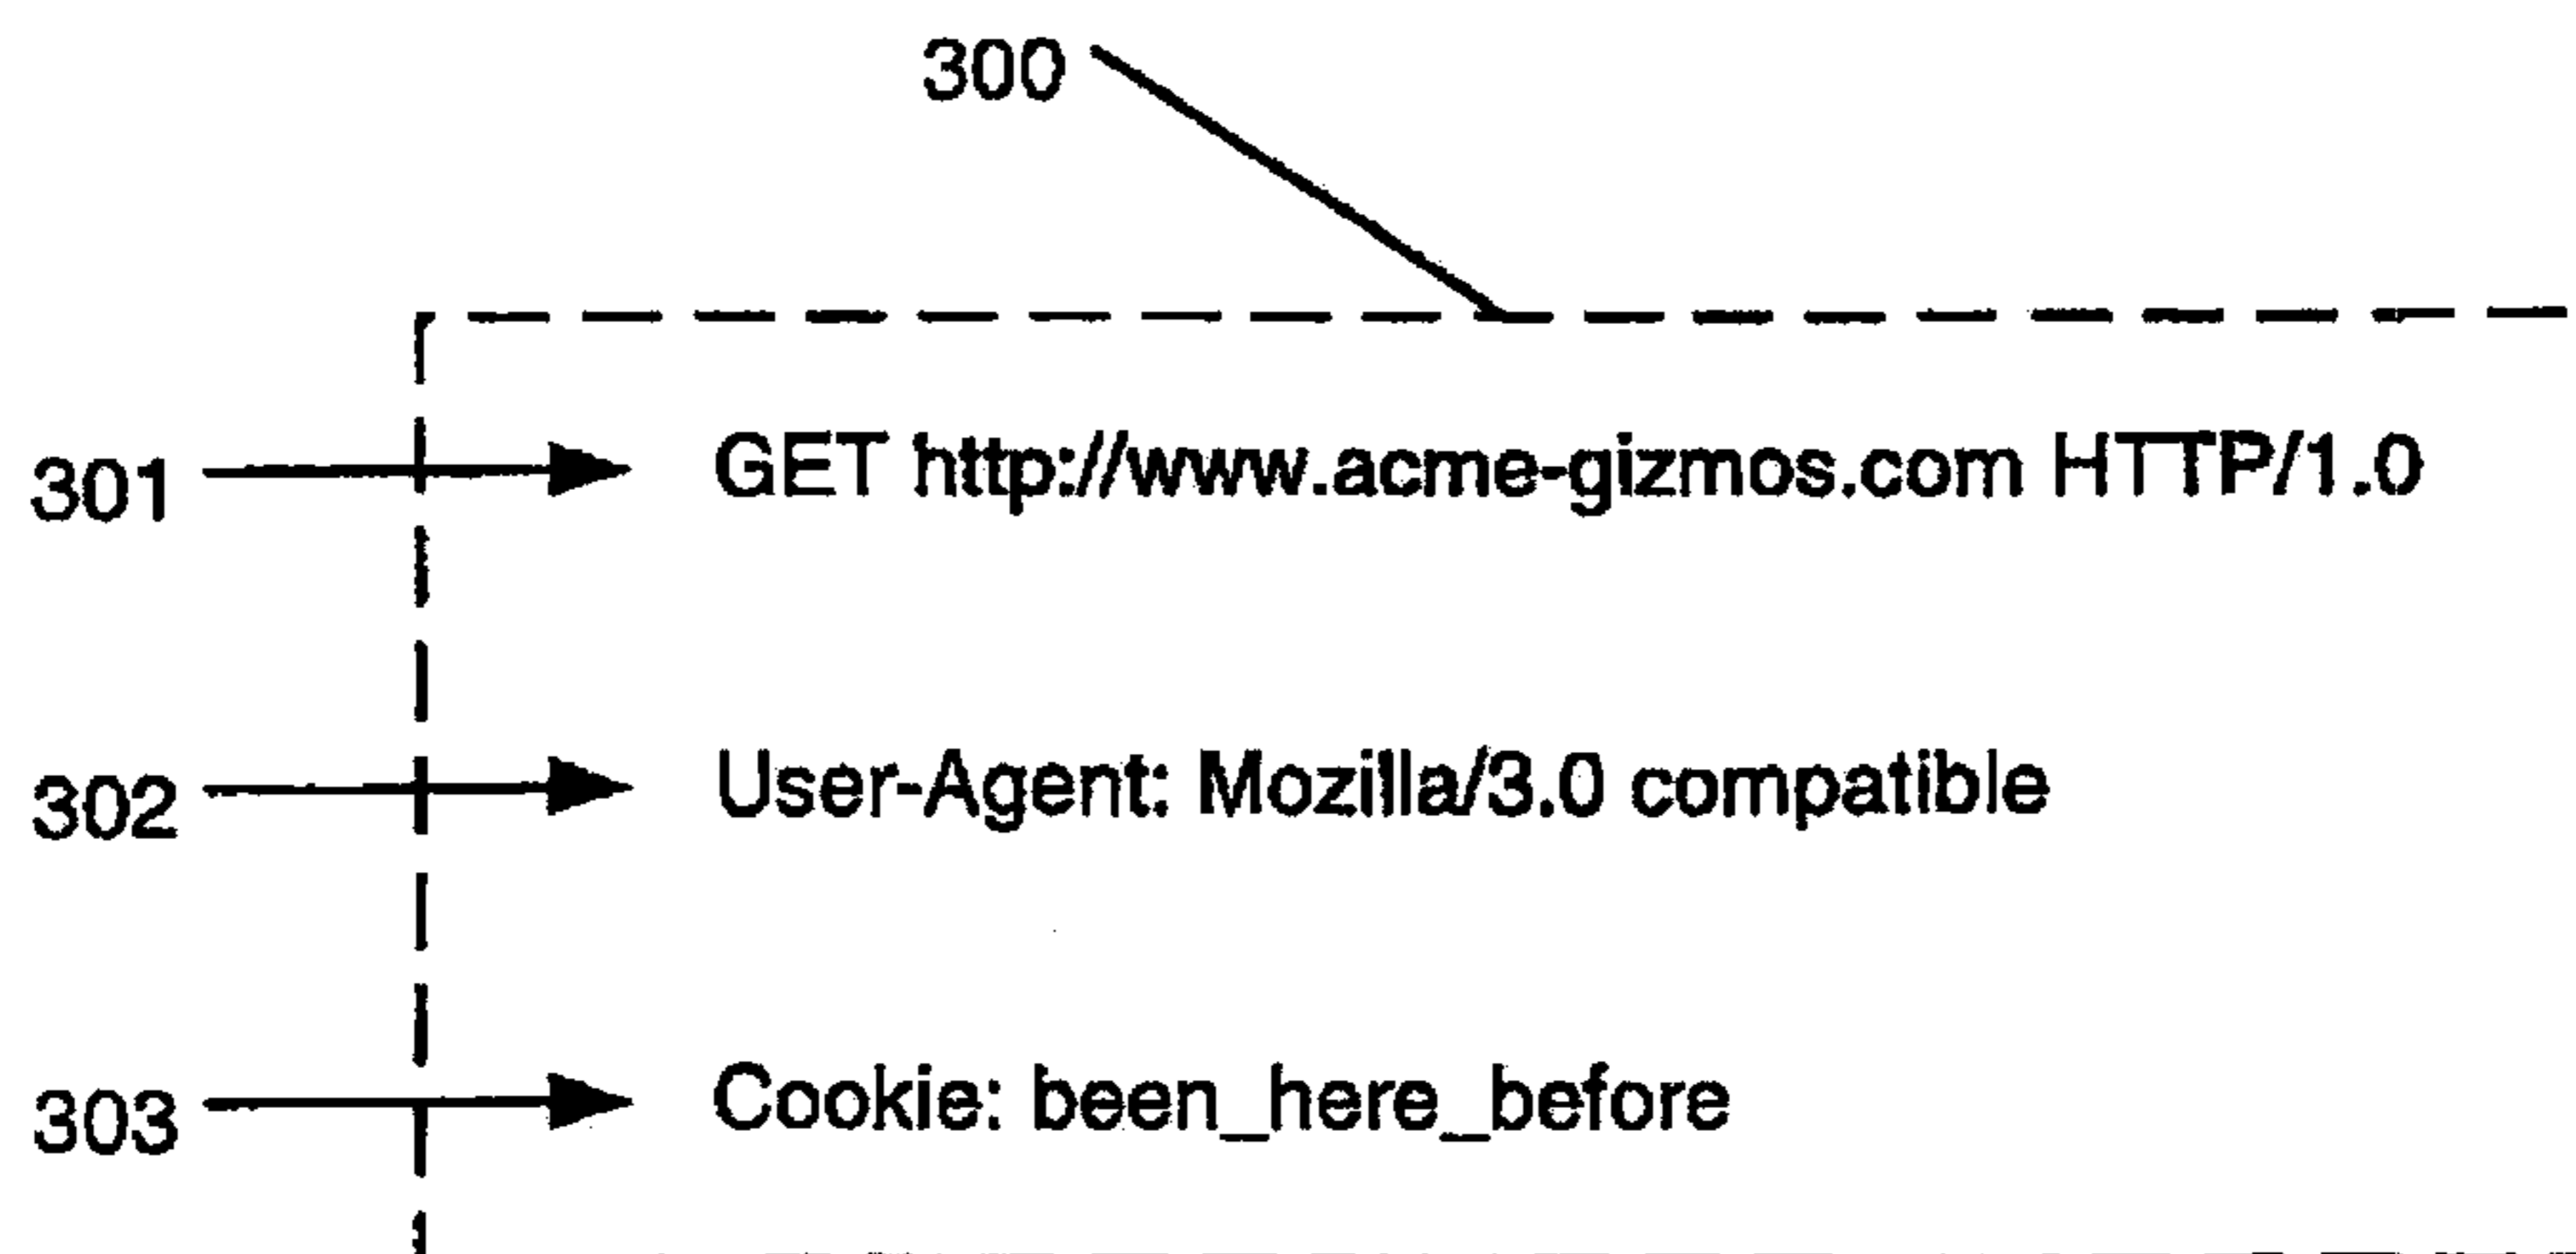 300
301 GET http://www.acme-gizmos.com HTTP/1.0
302 User-Agent: Mozilla/3.0 compatible
303 Cookie: been_here_before